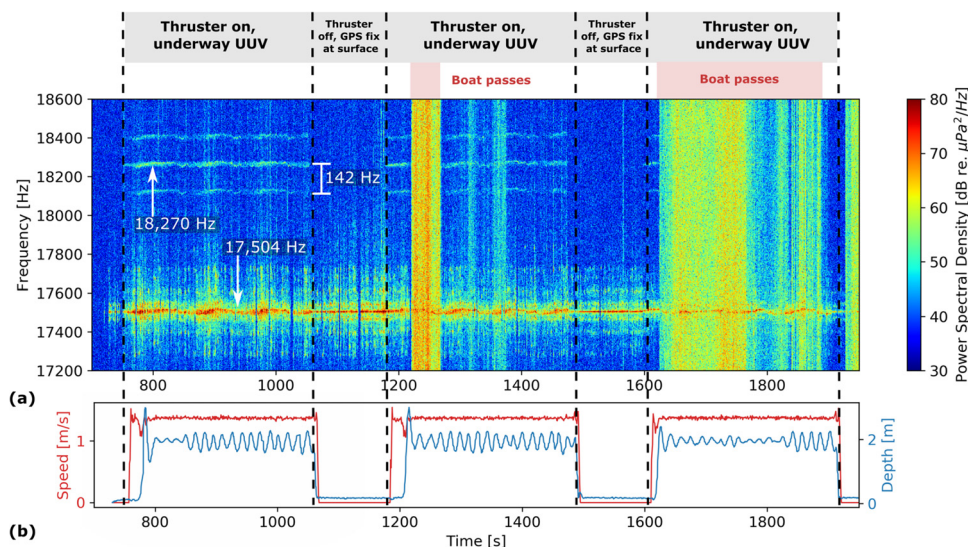 Thruster on,
underway UUV
Thruster
off, GPS fix
at surface
Thruster on,
underway UUV
Thruster
off, GPS fix
at surface
Thruster on,
underway UUV
Boat passes
Boat passes
18600
18400
18200
18000
17800
17600
17400
17200
Frequency [Hz]
142 Hz
18,270 Hz
17,504 Hz
800
1000
1200
1400
1600
1800
80
70
60
50
40
30
Power Spectral Density [dB re. μPa²/Hz]
(a)
Speed [m/s]
1
0
2
0
Depth [m]
800
1000
1200
1400
1600
1800
Time [s]
(b)